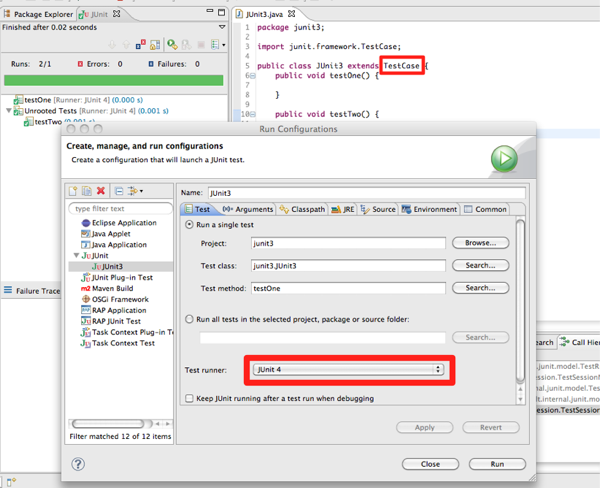 Package Explorer JUnit
Finished after 0.02 seconds
Runs: 2/1 Errors: 0 Failures: 0
testOne [Runner: JUnit 4] (0.000 s)
Unrooted Tests [Runner: JUnit 4] (0.001 s)
testTwo (0.001 s)
Failure Trace
JUnit3.java
1 package junit3;
2
3 import junit.framework.TestCase;
4
5 public class JUnit3 extends TestCase {
6 public void testOne() {
7
8 }
9
10 public void testTwo() {
Run Configurations
Create, manage, and run configurations
Create a configuration that will launch a JUnit test.
type filter text
Eclipse Application
Java Applet
Java Application
JUnit
JUnit3
JUnit Plug-in Test
m2 Maven Build
OSGi Framework
RAP Application
RAP JUnit Test
Task Context Plug-in T
Task Context Test
Filter matched 12 of 12 items
Name: JUnit3
Test (x)= Arguments Classpath JRE Source Environment Common
Run a single test
Project: junit3 Browse...
Test class: junit3.JUnit3 Search...
Test method: testOne Search...
Run all tests in the selected project, package or source folder:
Search...
Test runner: JUnit 4
Keep JUnit running after a test run when debugging
Apply Revert
? Close Run
earch Call Hier
.junit.model.TestR
ession.TestSession
nal.junit.model.Te
lt.internal.junit.mo
ession.TestSession